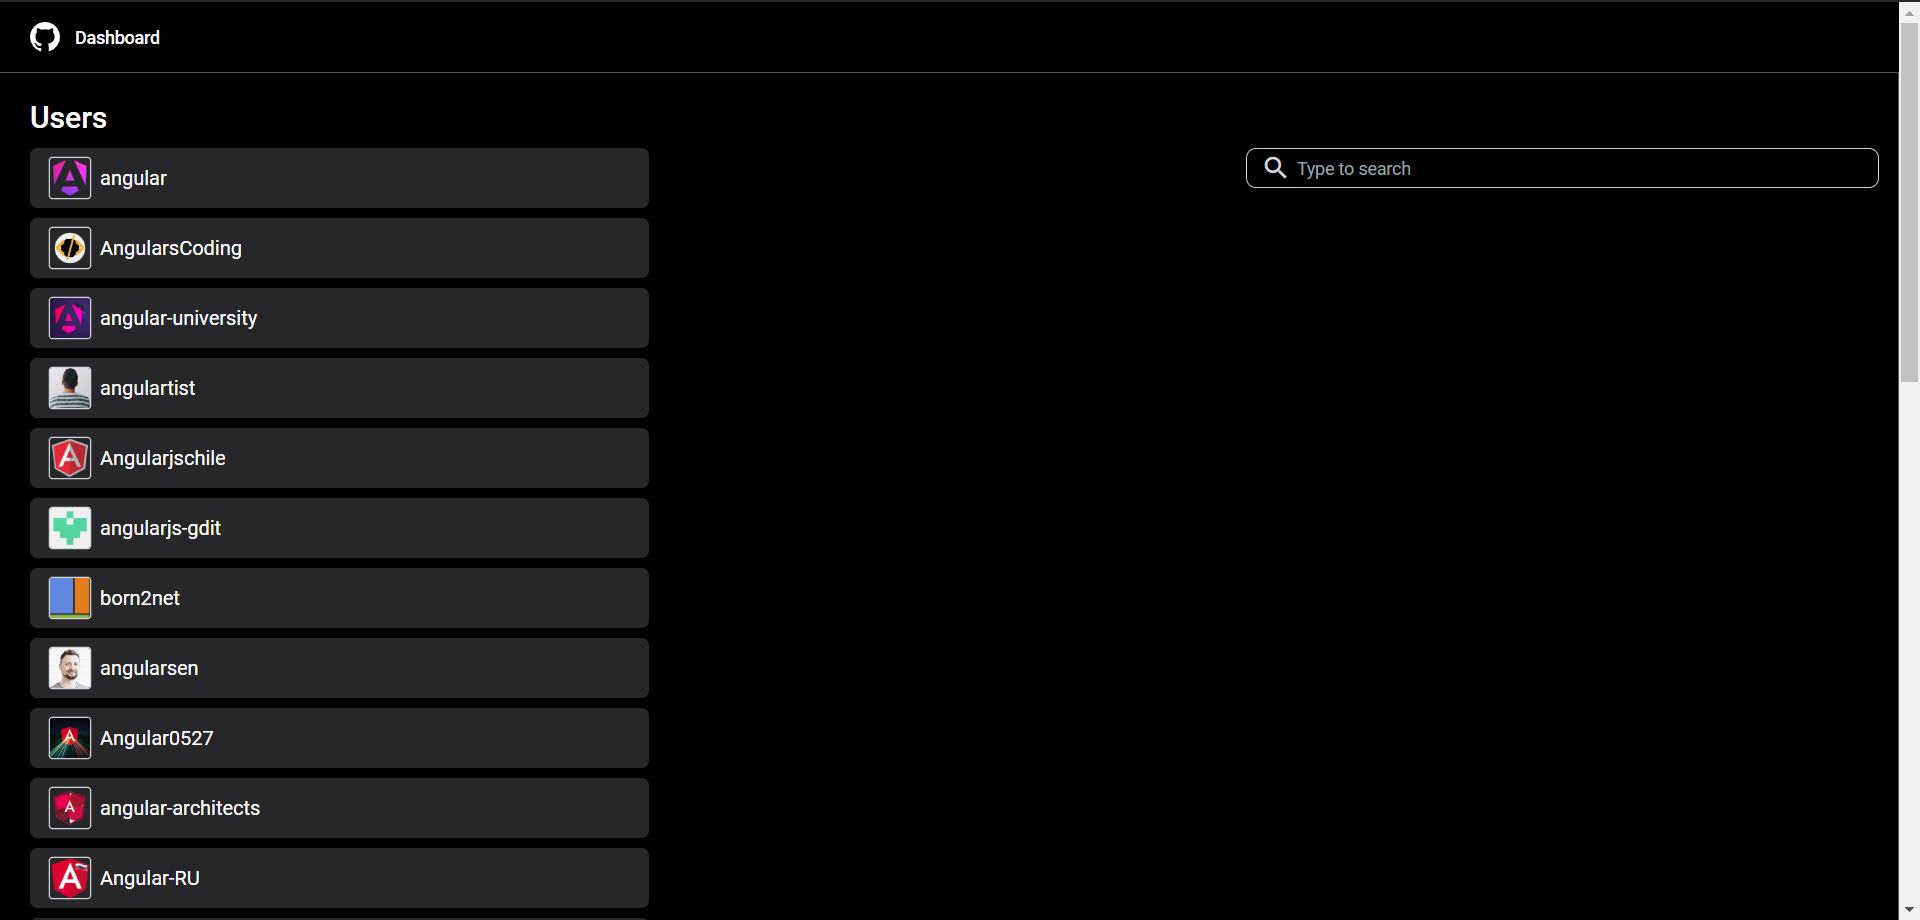 Dashboard
Users
Type to search
angular
AngularsCoding
angular-university
angulartist
Angularjschile
angularjs-gdit
born2net
angularsen
Angular0527
angular-architects
Angular-RU